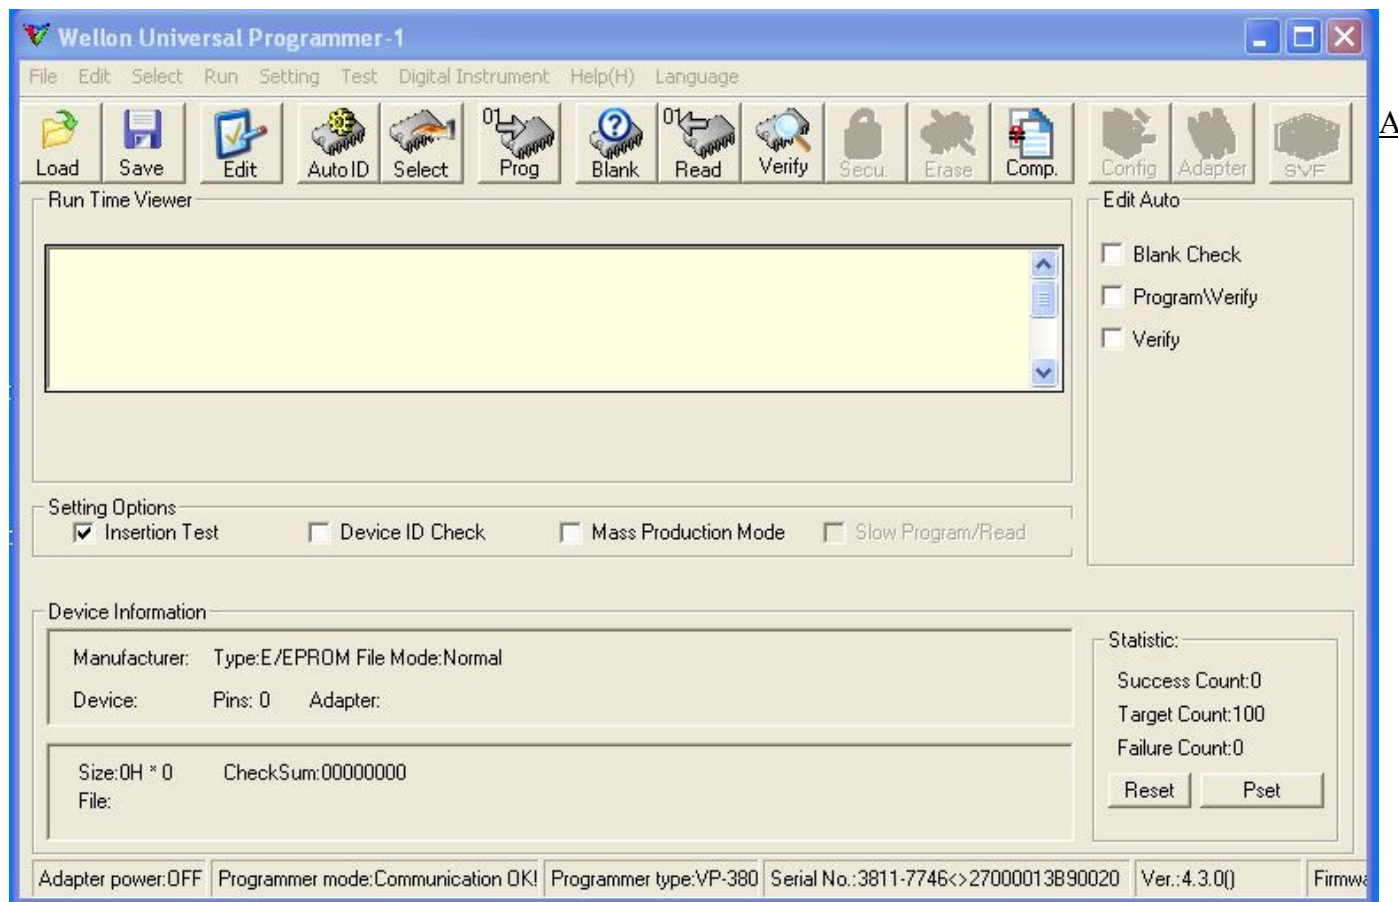 Wellon Universal Programmer-1
File Edit Select Run Setting Test Digital Instrument Help(H) Language
Load Save Edit Auto ID Select Prog Blank Read Verify Secu. Erase Comp. Config Adapter SVF
A
Run Time Viewer
Edit Auto
Blank Check
Program\Verify
Verify
Setting Options
Insertion Test Device ID Check Mass Production Mode Slow Program/Read
Device Information
Manufacturer: Type:E/EPROM File Mode:Normal
Device: Pins: 0 Adapter:
Size:0H * 0 CheckSum:00000000
File:
Statistic:
Success Count:0
Target Count:100
Failure Count:0
Reset Pset
Adapter power:OFF Programmer mode:Communication OK! Programmer type:VP-380 Serial No.:3811-7746<>27000013B90020 Ver.:4.3.0() Firmwa